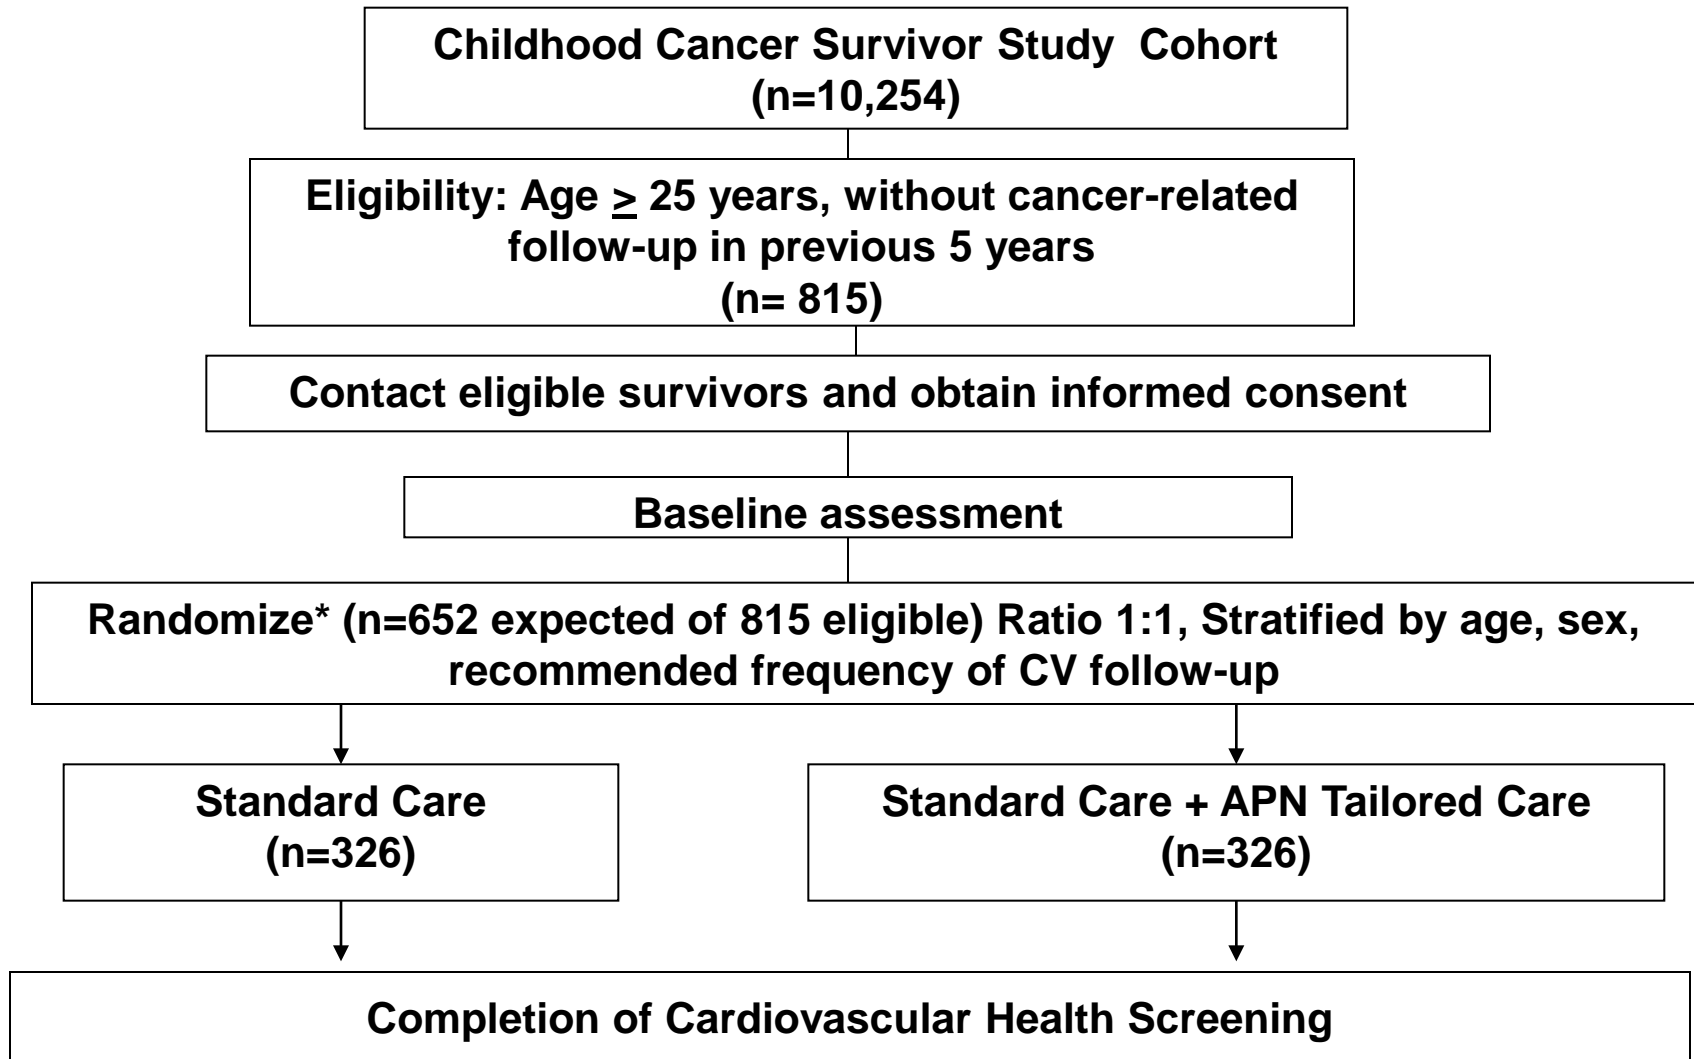 Childhood Cancer Survivor Study  Cohort
(n=10,254)
Eligibility: Age ≥ 25 years, without cancer-related
follow-up in previous 5 years
(n= 815)
Contact eligible survivors and obtain informed consent
Baseline assessment
Randomize* (n=652 expected of 815 eligible) Ratio 1:1, Stratified by age, sex,
recommended frequency of CV follow-up
Standard Care
(n=326)
Standard Care + APN Tailored Care
(n=326)
Completion of Cardiovascular Health Screening